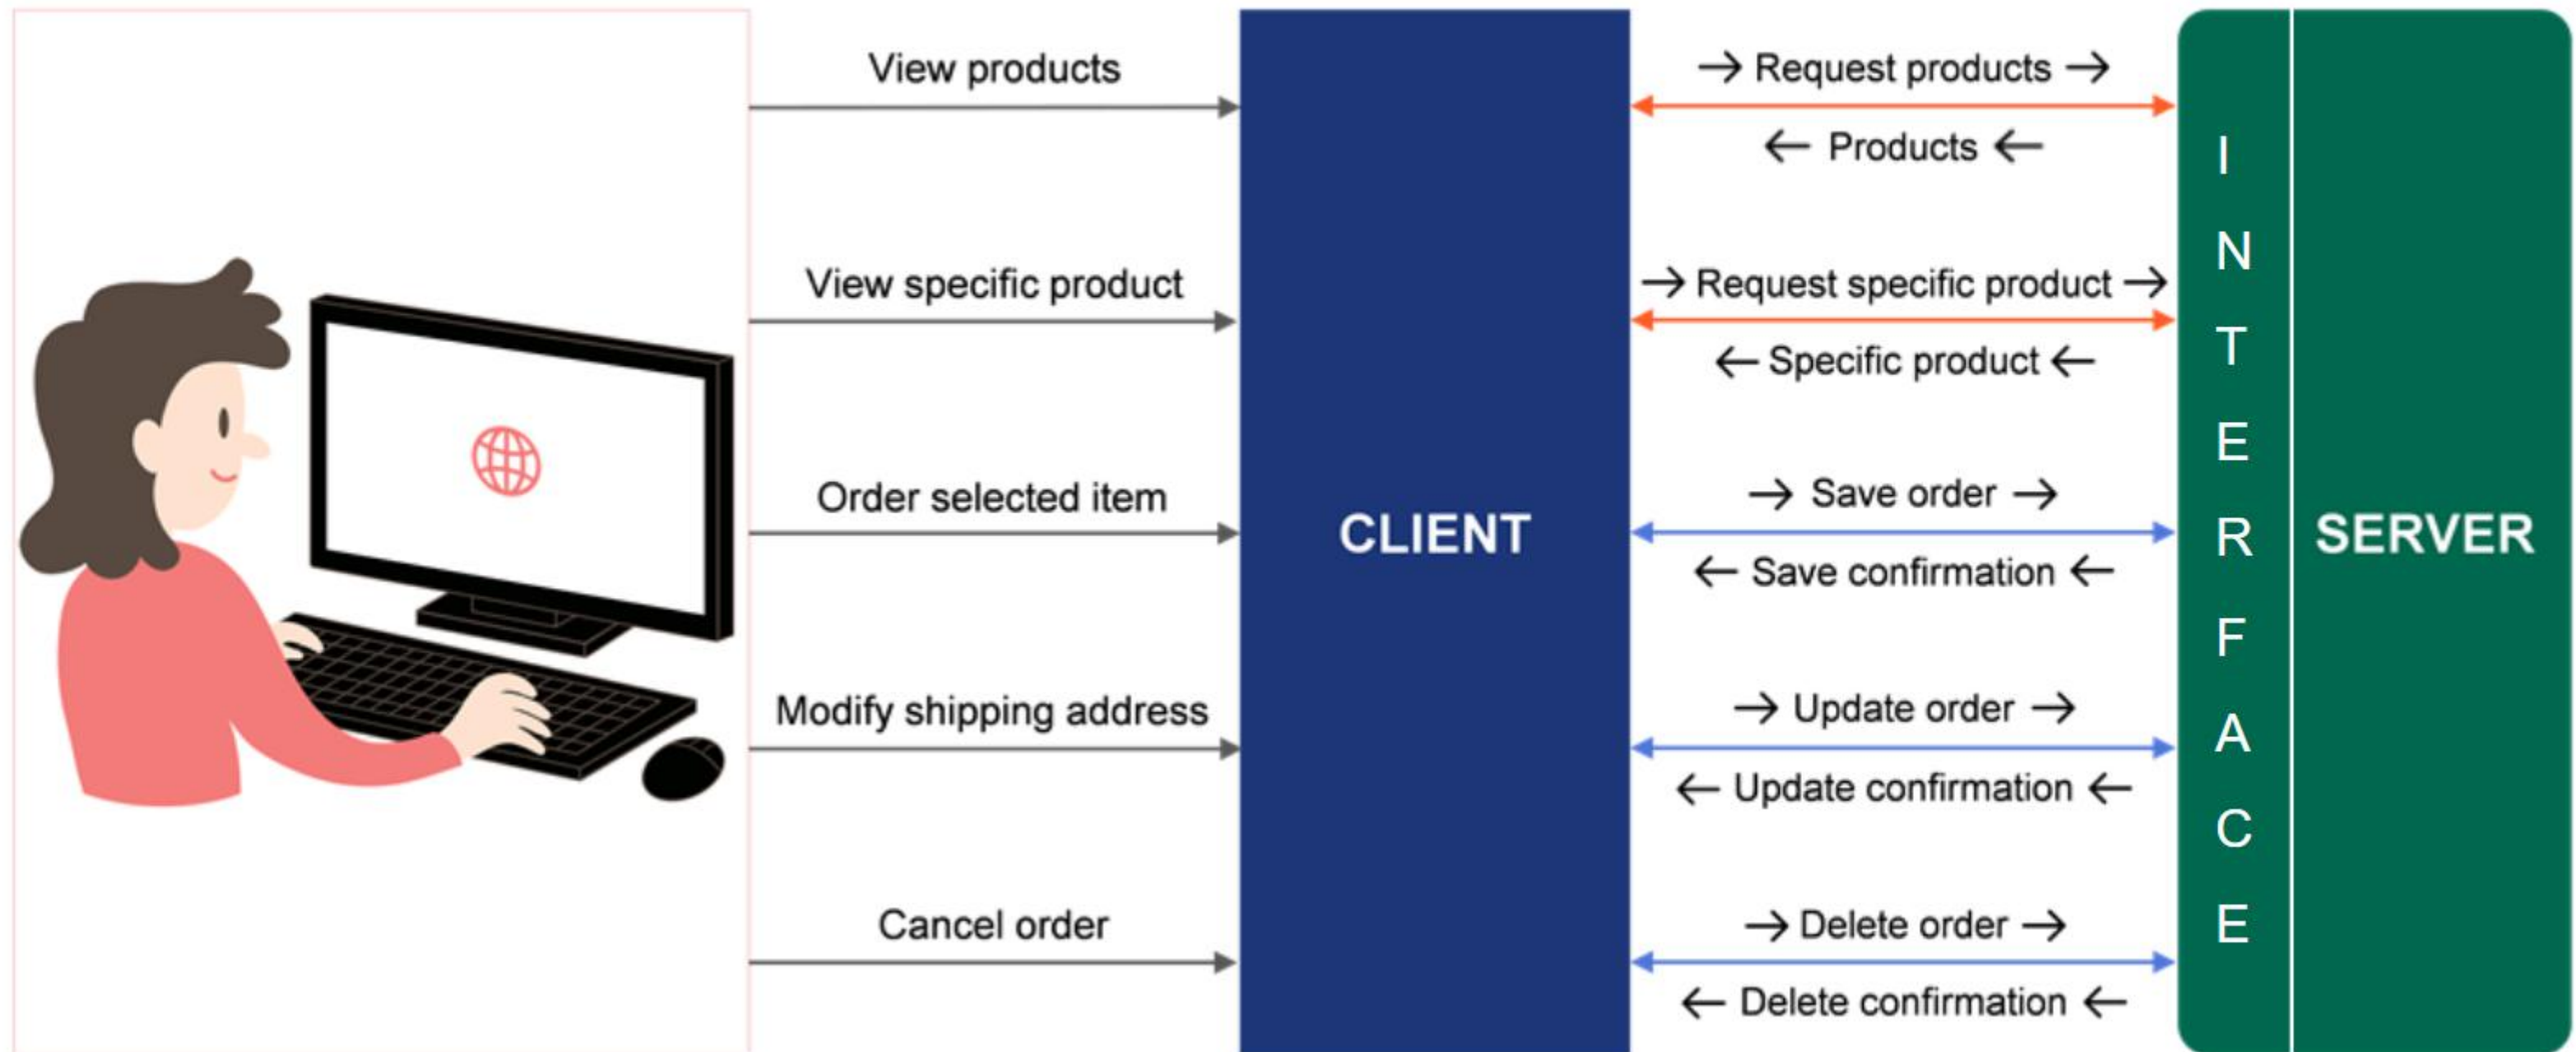 View products
→ Request products →
← Products ←
View specific product
→ Request specific product →
← Specific product ←
Order selected item
→ Save order →
← Save confirmation ←
Modify shipping address
→ Update order →
← Update confirmation ←
Cancel order
→ Delete order →
← Delete confirmation ←
CLIENT
INTERFACE
SERVER